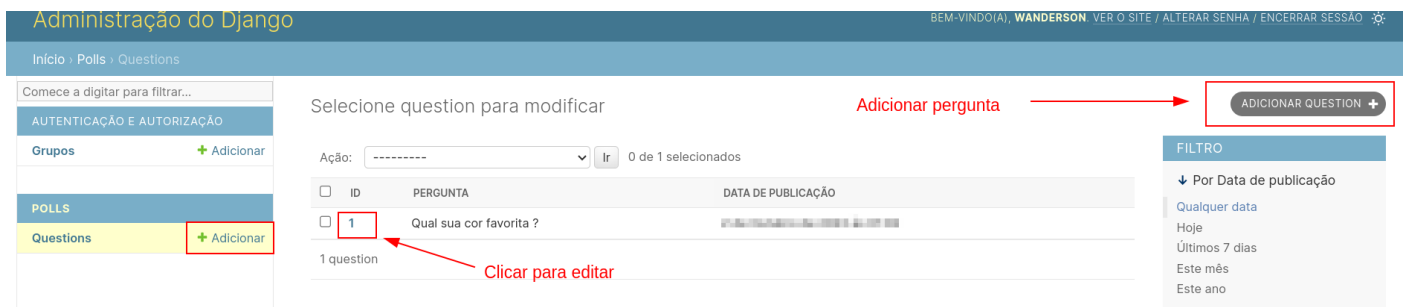 Administração do Django
BEM-VINDO(A), WANDERSON. VER O SITE / ALTERAR SENHA / ENCERRAR SESSÃO
Início › Polls › Questions
Comece a digitar para filtrar...
AUTENTICAÇÃO E AUTORIZAÇÃO
Grupos + Adicionar
POLLS
Questions + Adicionar
Selecione question para modificar
Adicionar pergunta
ADICIONAR QUESTION +
Ação: --------- Ir 0 de 1 selecionados
ID PERGUNTA DATA DE PUBLICAÇÃO
1 Qual sua cor favorita ?
1 question
Clicar para editar
FILTRO
↓ Por Data de publicação
Qualquer data
Hoje
Últimos 7 dias
Este mês
Este ano